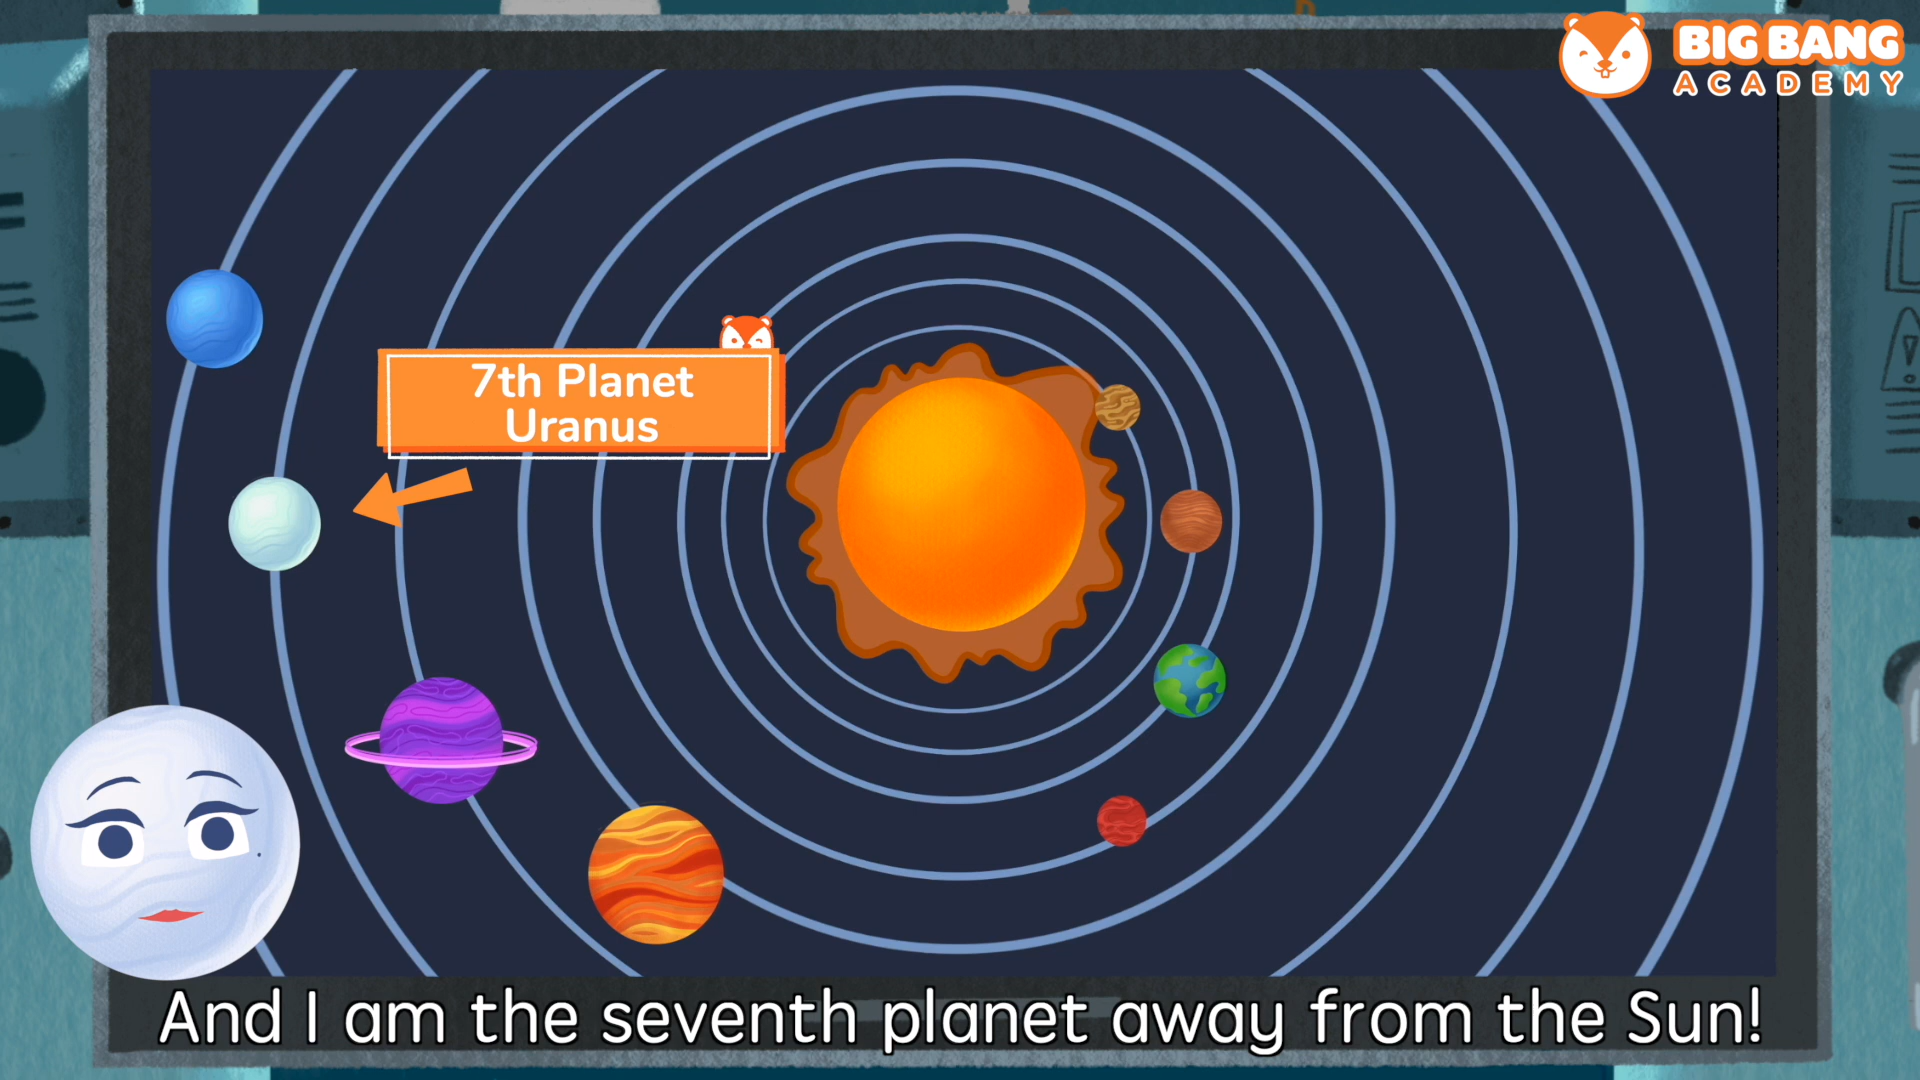 BIG BANG
ACADEMY
7th Planet
Uranus
And I am the seventh planet away from the Sun!